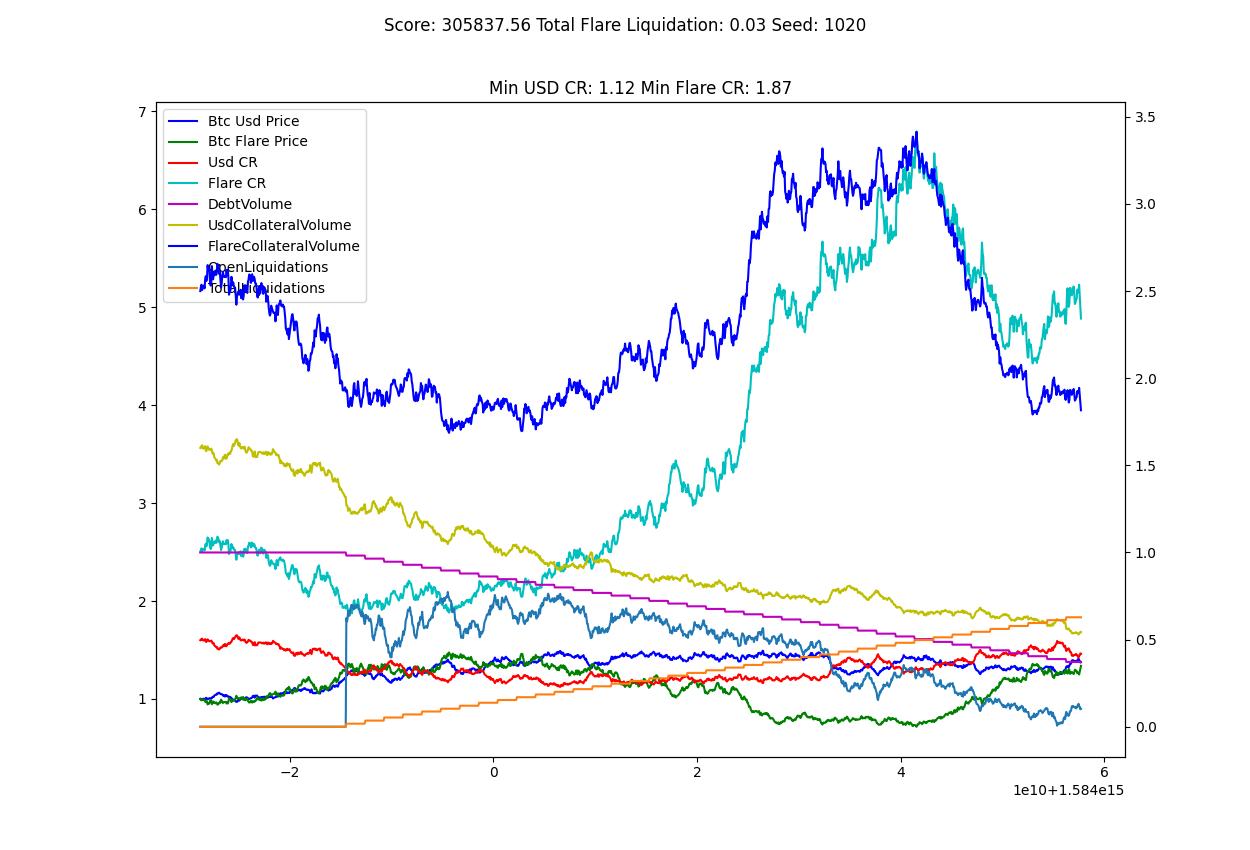 Score: 305837.56 Total Flare Liquidation: 0.03 Seed: 1020
Min USD CR: 1.12 Min Flare CR: 1.87
Btc Usd Price
Btc Flare Price
Usd CR
Flare CR
DebtVolume
UsdCollateralVolume
FlareCollateralVolume
OpenLiquidations
TotalLiquidations
7
6
5
4
3
2
1
3.5
3.0
2.5
2.0
1.5
1.0
0.5
0.0
−2
0
2
4
6
1e10+1.584e15